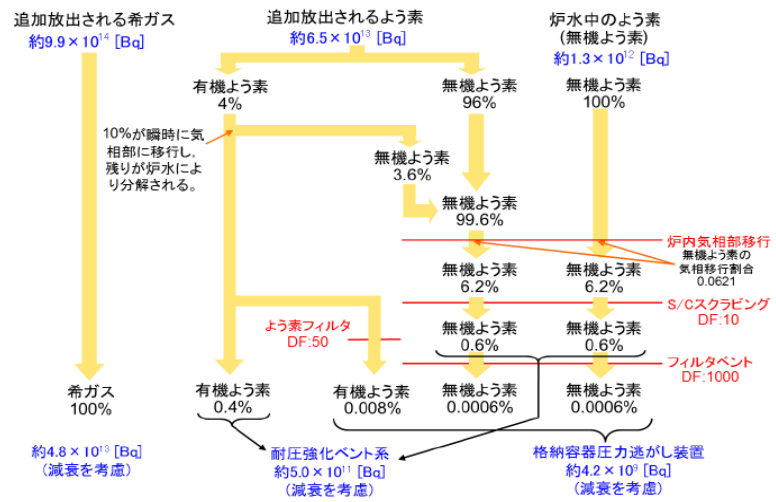 追加放出される希ガス
約9.9×10¹⁴ [Bq]
追加放出されるよう素
約6.5×10¹³ [Bq]
炉水中のよう素
(無機よう素)
約1.3×10¹² [Bq]
有機よう素
4%
無機よう素
96%
無機よう素
100%
10%が瞬時に気
相部に移行し,
残りが炉水によ
り分解される。
無機よう素
3.6%
無機よう素
99.6%
炉内気相部移行
無機よう素の
気相移行割合
0.0621
無機よう素
6.2%
無機よう素
6.2%
S/Cスクラビング
DF:10
よう素フィルタ
DF:50
無機よう素
0.6%
無機よう素
0.6%
フィルタベント
DF:1000
希ガス
100%
有機よう素
0.4%
有機よう素
0.008%
無機よう素
0.0006%
無機よう素
0.0006%
約4.8×10¹³ [Bq]
(減衰を考慮)
耐圧強化ベント系
約5.0×10¹¹ [Bq]
(減衰を考慮)
格納容器圧力逃がし装置
約4.2×10⁹ [Bq]
(減衰を考慮)